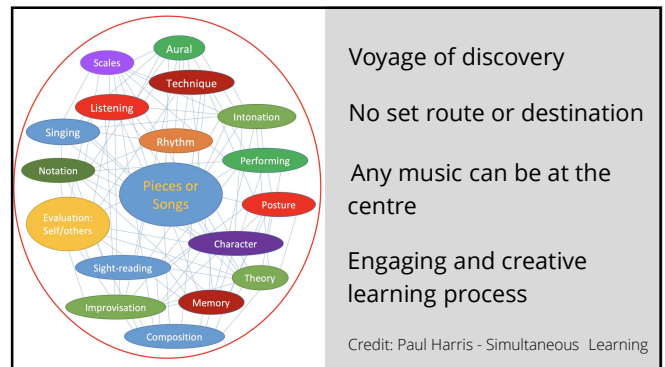 Aural
Scales
Technique
Listening
Intonation
Singing
Rhythm
Performing
Notation
Pieces or
Songs
Posture
Evaluation:
Self/others
Character
Sight-reading
Theory
Memory
Improvisation
Composition
Voyage of discovery
No set route or destination
Any music can be at the
centre
Engaging and creative
learning process
Credit: Paul Harris - Simultaneous Learning